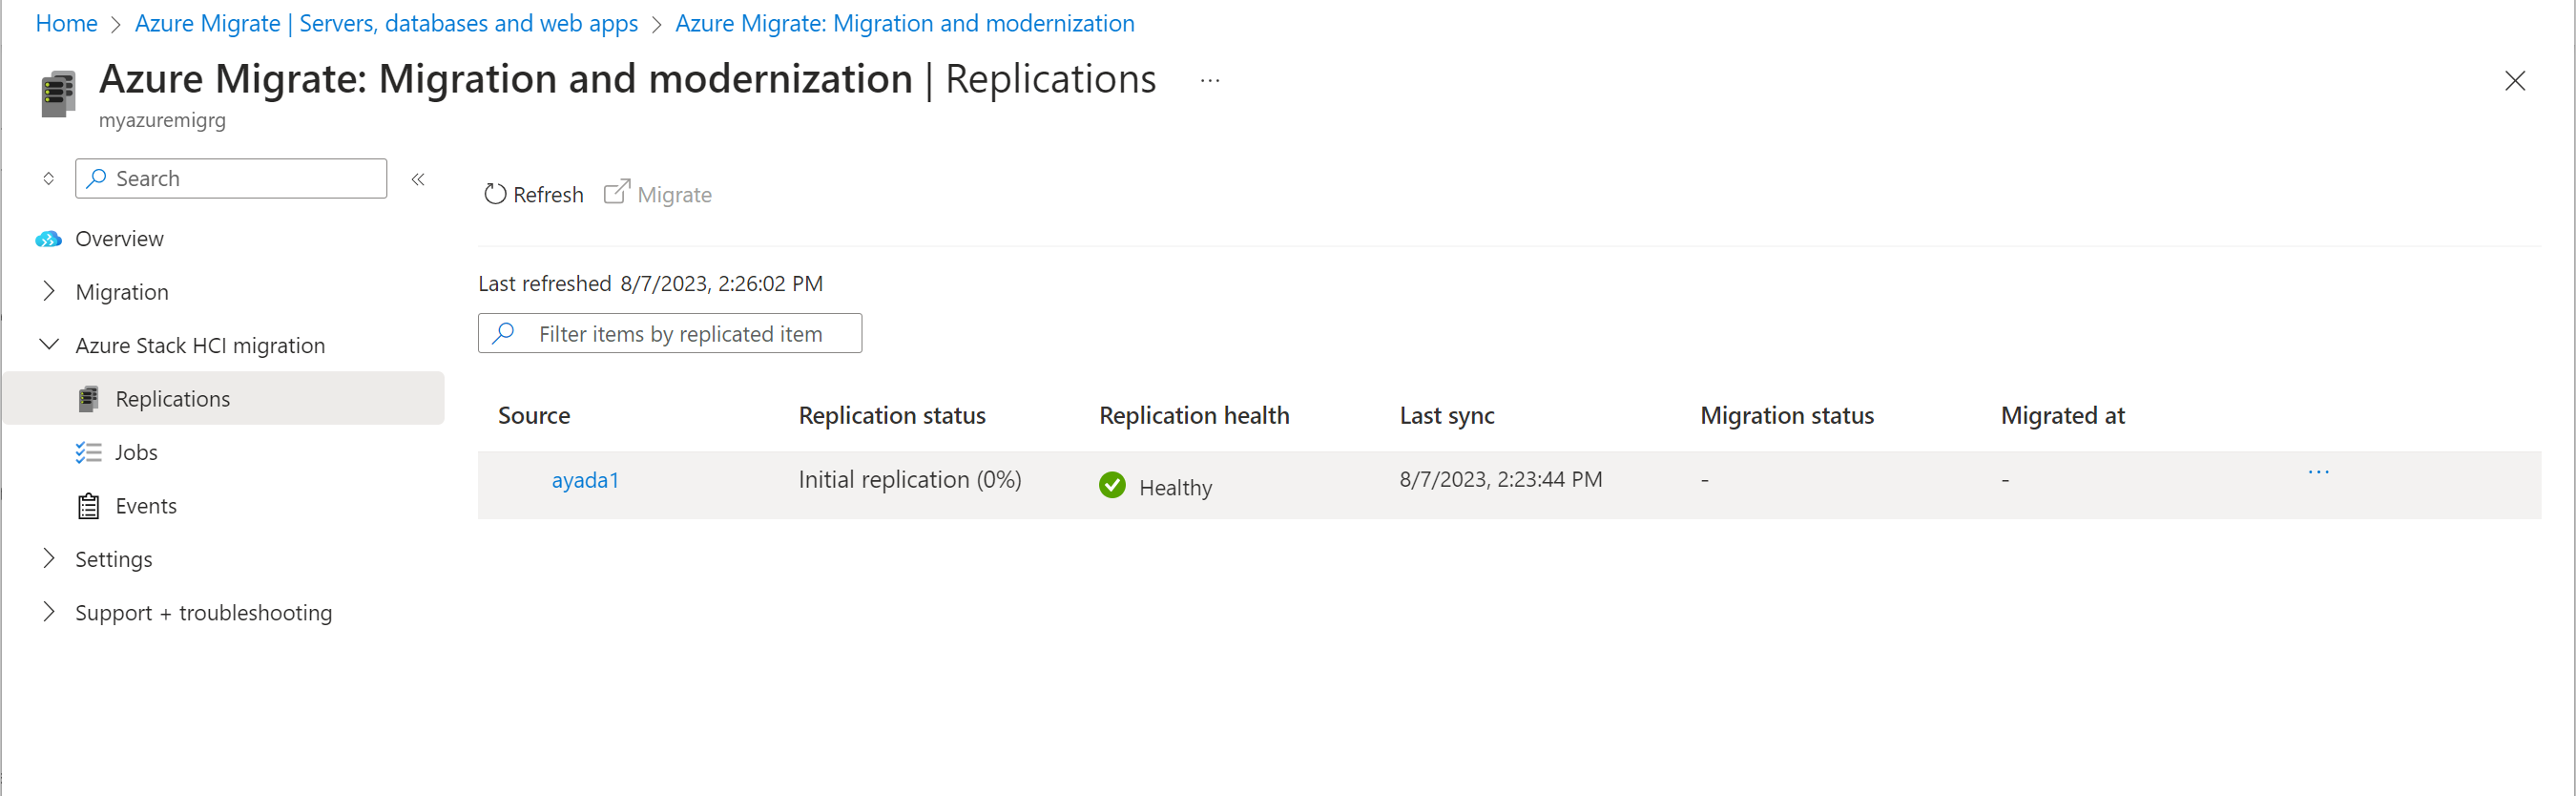 Home > Azure Migrate | Servers, databases and web apps > Azure Migrate: Migration and modernization
Azure Migrate: Migration and modernization | Replications ...
myazuremigrg
Search
Overview
Migration
Azure Stack HCI migration
Replications
Jobs
Events
Settings
Support + troubleshooting
Refresh Migrate
Last refreshed 8/7/2023, 2:26:02 PM
Filter items by replicated item
Source Replication status Replication health Last sync Migration status Migrated at
ayada1 Initial replication (0%) Healthy 8/7/2023, 2:23:44 PM - - ...